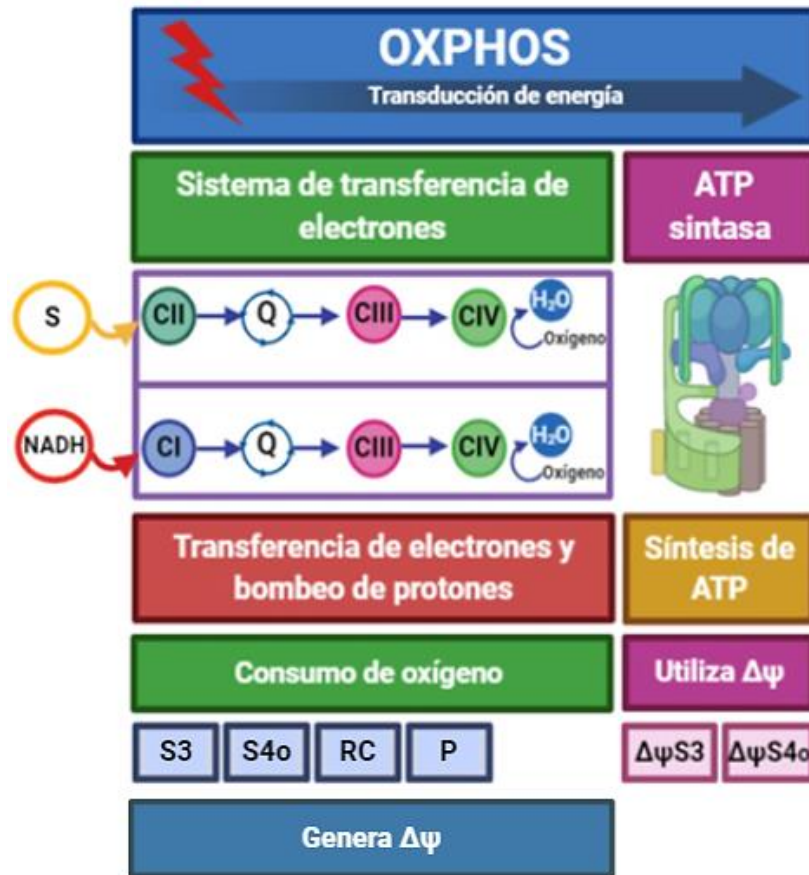 OXPHOS
Transducción de energía
Sistema de transferencia de
electrones
ATP
sintasa
S
CII
Q
CIII
CIV
H₂O
Oxígeno
NADH
CI
Q
CIII
CIV
H₂O
Oxígeno
Transferencia de electrones y
bombeo de protones
Síntesis de
ATP
Consumo de oxígeno
Utiliza Δψ
S3
S4o
RC
P
ΔψS3
ΔψS4o
Genera Δψ